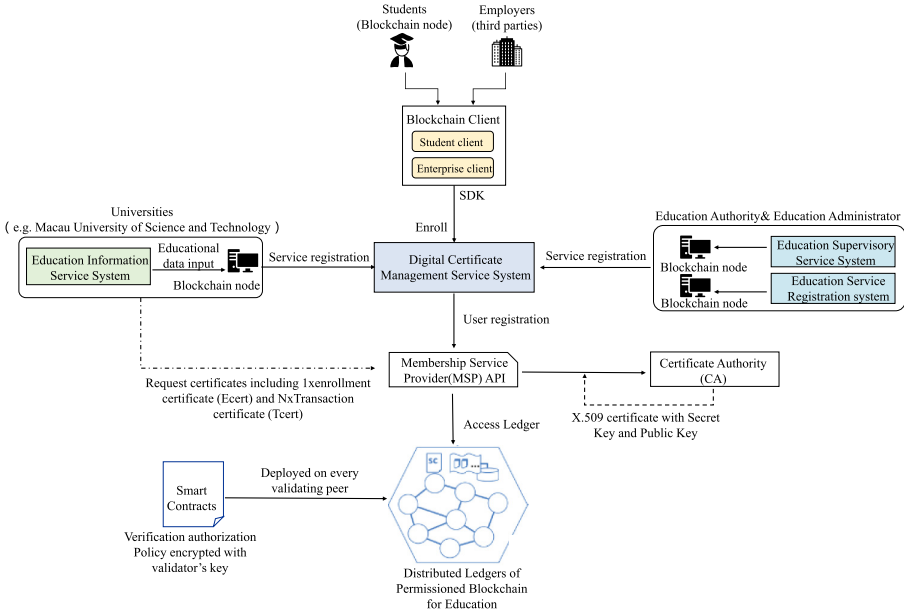 Students
(Blockchain node)
Employers
(third parties)
Blockchain Client
Student client
Enterprise client
SDK
Enroll
Universities
( e.g. Macau University of Science and Technology )
Education Information
Service System
Educational
data input
Blockchain node
Service registration
Digital Certificate
Management Service System
Service registration
Education Authority& Education Administrator
Blockchain node
Education Supervisory
Service System
Blockchain node
Education Service
Registration system
User registration
Membership Service
Provider(MSP) API
Certificate Authority
(CA)
Request certificates including 1xenrollment
certificate (Ecert) and NxTransaction
certificate (Tcert)
X.509 certificate with Secret
Key and Public Key
Access Ledger
SC
...
Smart
Contracts
Deployed on every
validating peer
Verification authorization
Policy encrypted with
validator's key
Distributed Ledgers of
Permissioned Blockchain
for Education